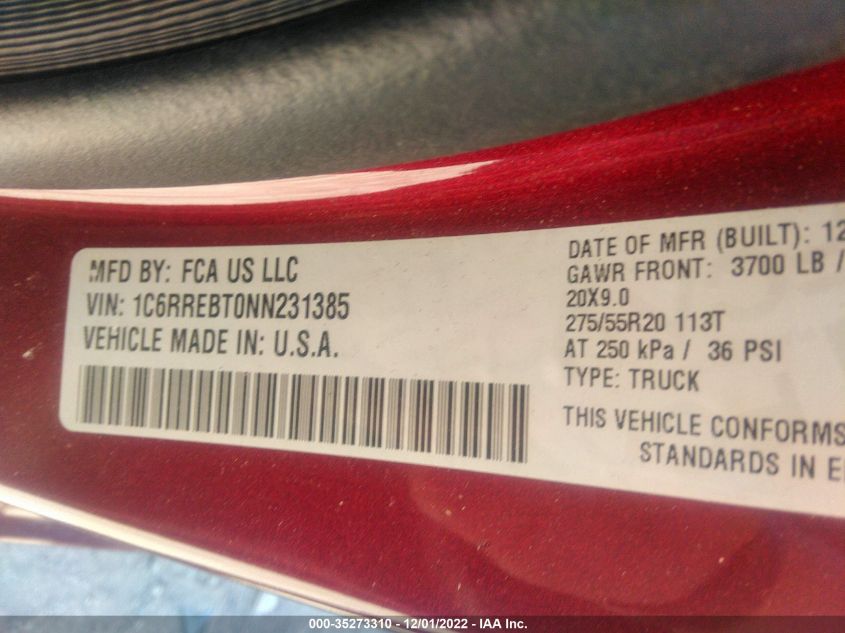 MFD BY: FCA US LLC
VIN: 1C6RREBT0NN231385
VEHICLE MADE IN: U.S.A.
DATE OF MFR (BUILT): 12
GAWR FRONT: 3700 LB /
20X9.0
275/55R20 113T
AT 250 kPa / 36 PSI
TYPE: TRUCK
THIS VEHICLE CONFORMS
STANDARDS IN E
000-35273310 - 12/01/2022 - IAA Inc.